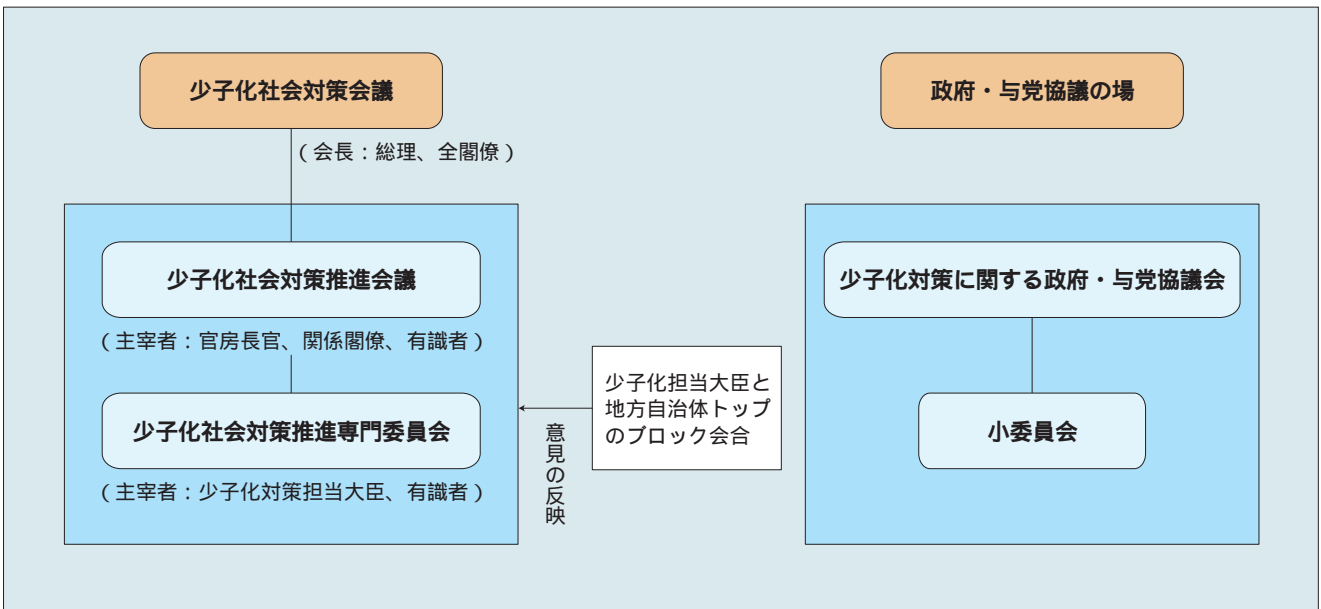 少子化社会対策会議
(会長：総理、全閣僚)
少子化社会対策推進会議
(主宰者：官房長官、関係閣僚、有識者)
少子化社会対策推進専門委員会
(主宰者：少子化対策担当大臣、有識者)
意見の反映
少子化担当大臣と
地方自治体トップ
のブロック会合
政府・与党協議の場
少子化対策に関する政府・与党協議会
小委員会